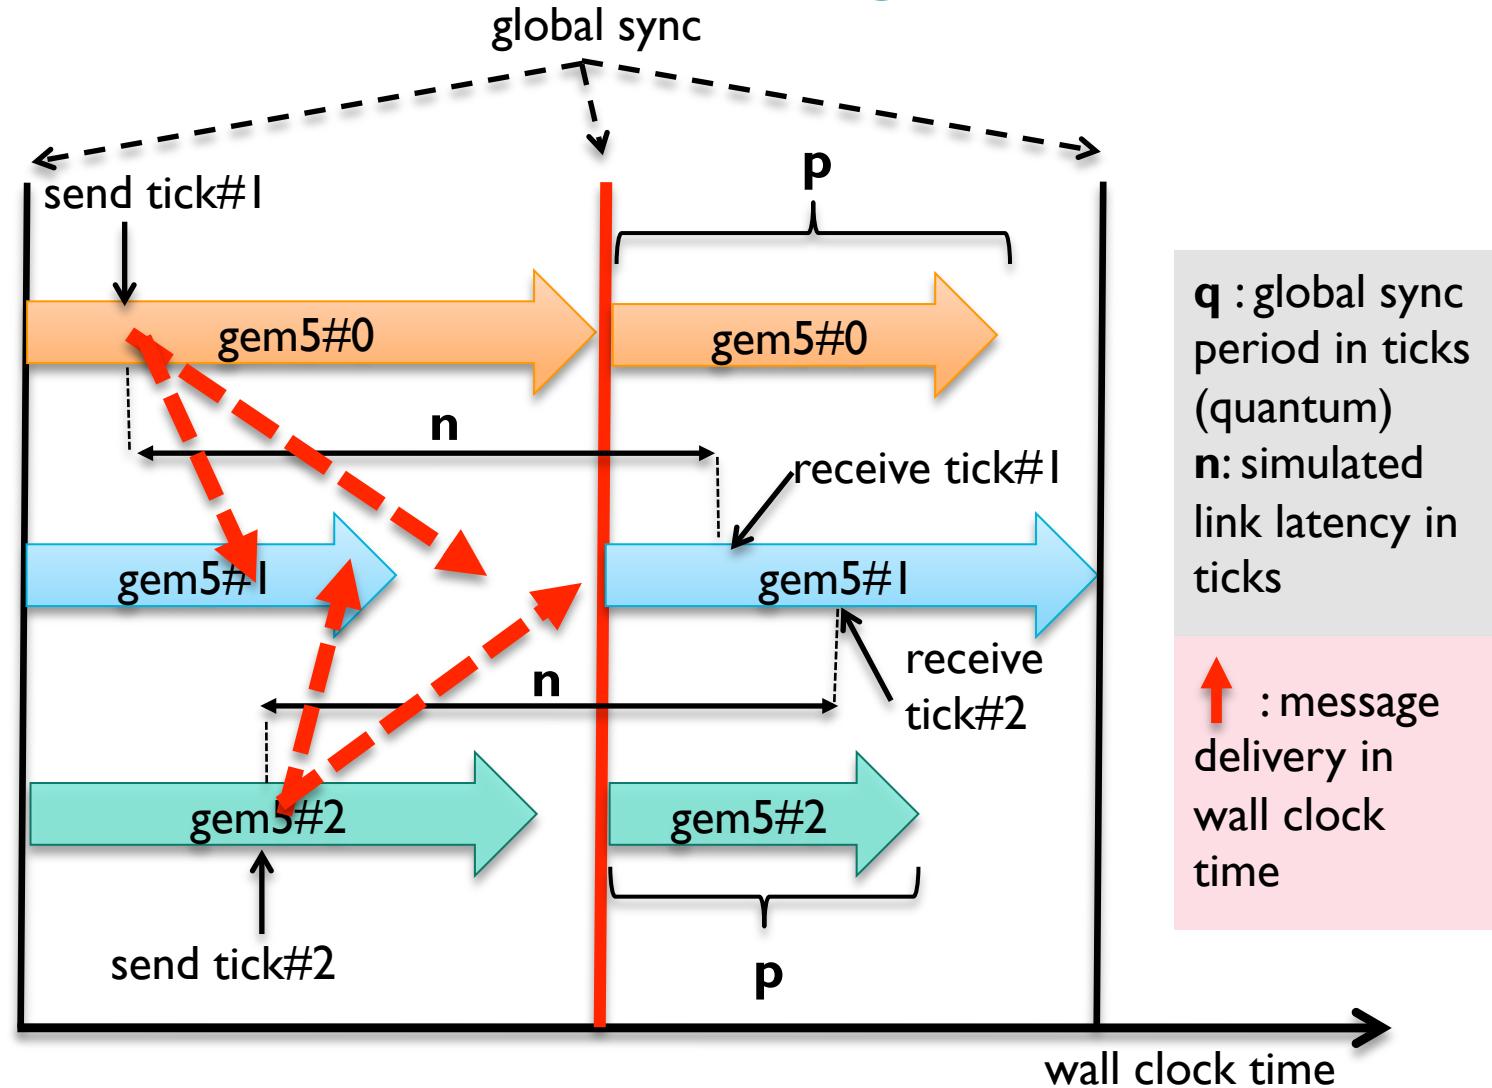 global sync
p
send tick#1
gem5#0
gem5#0
n
receive tick#1
gem5#1
gem5#1
receive
tick#2
n
gem5#2
gem5#2
send tick#2
p
wall clock time
q : global sync
period in ticks
(quantum)
n: simulated
link latency in
ticks
: message
delivery in
wall clock
time